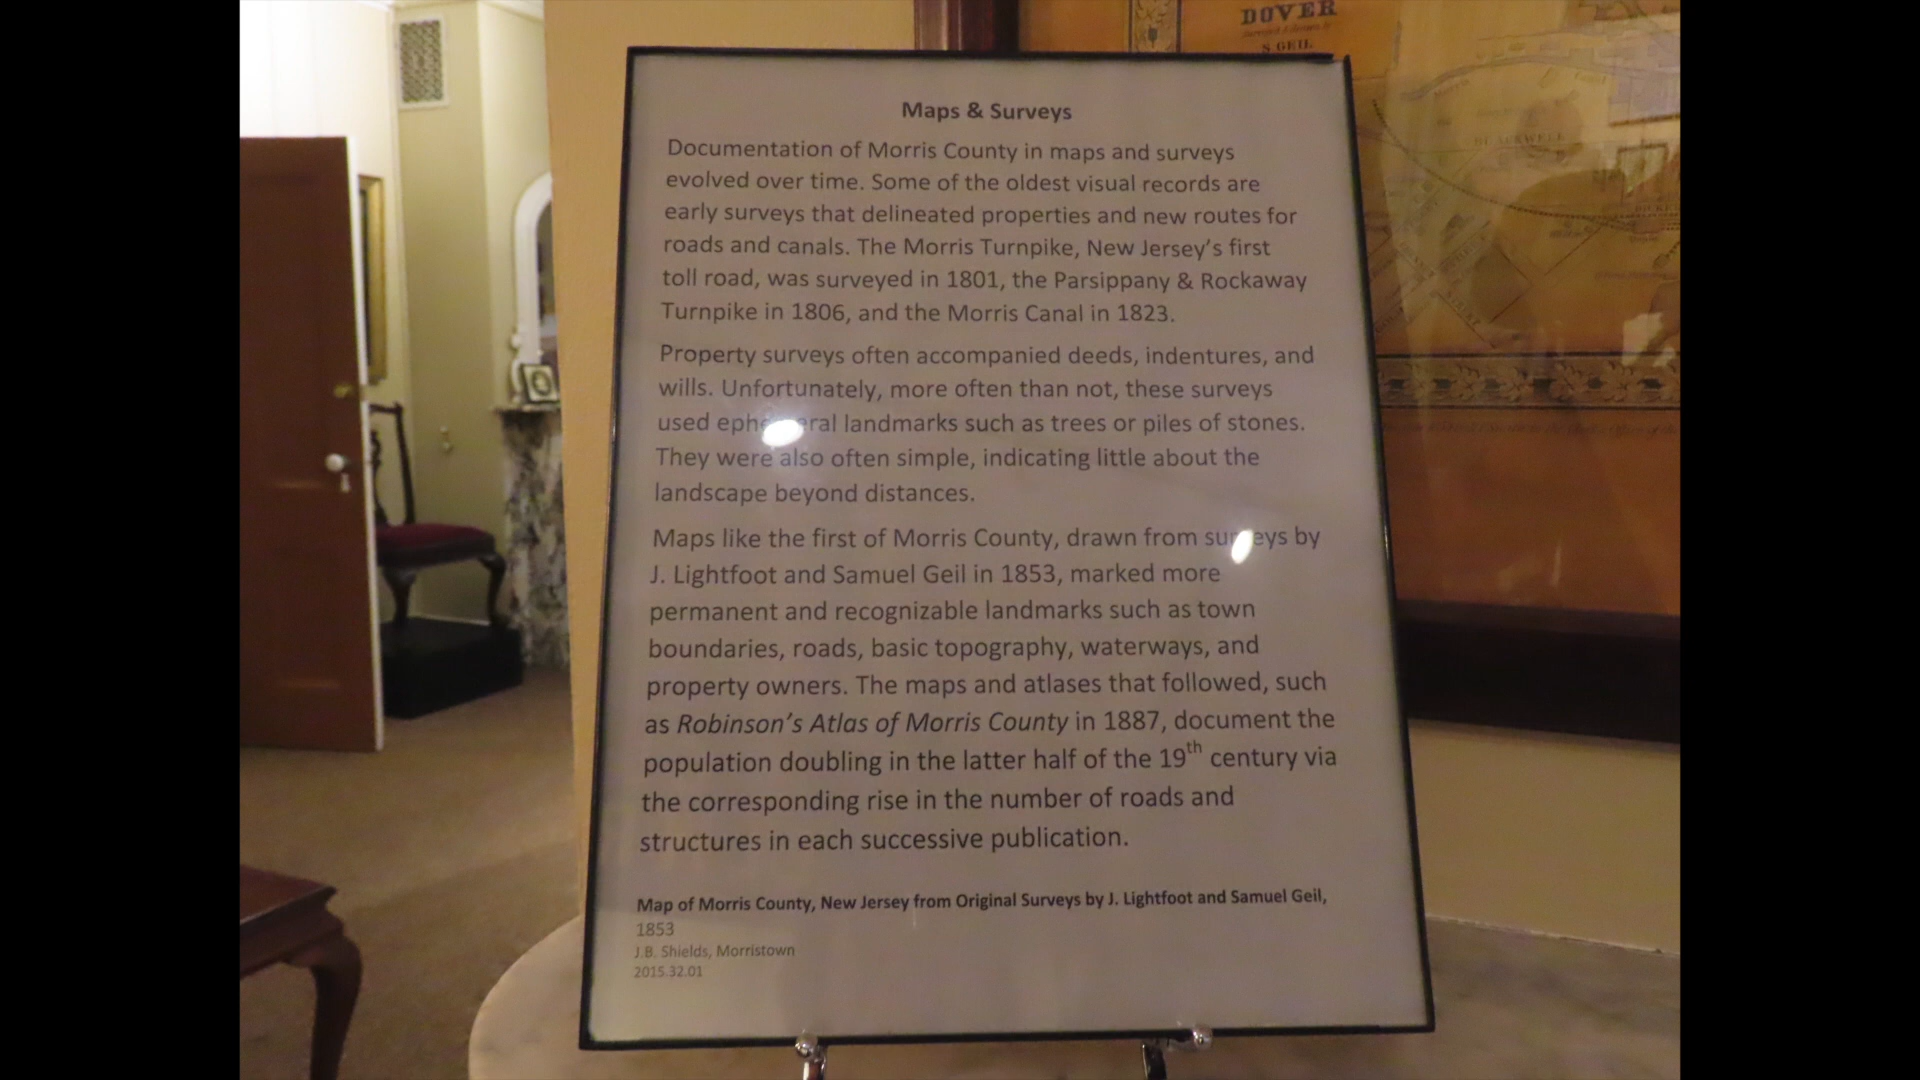 DOVER
S. GEIL
BLACKWELL
Maps & Surveys
Documentation of Morris County in maps and surveys
evolved over time. Some of the oldest visual records are
early surveys that delineated properties and new routes for
roads and canals. The Morris Turnpike, New Jersey's first
toll road, was surveyed in 1801, the Parsippany & Rockaway
Turnpike in 1806, and the Morris Canal in 1823.
Property surveys often accompanied deeds, indentures, and
wills. Unfortunately, more often than not, these surveys
used ephemeral landmarks such as trees or piles of stones.
They were also often simple, indicating little about the
landscape beyond distances.
Maps like the first of Morris County, drawn from surveys by
J. Lightfoot and Samuel Geil in 1853, marked more
permanent and recognizable landmarks such as town
boundaries, roads, basic topography, waterways, and
property owners. The maps and atlases that followed, such
as Robinson's Atlas of Morris County in 1887, document the
population doubling in the latter half of the 19th century via
the corresponding rise in the number of roads and
structures in each successive publication.
Map of Morris County, New Jersey from Original Surveys by J. Lightfoot and Samuel Geil,
1853
J.B. Shields, Morristown
2015.32.01